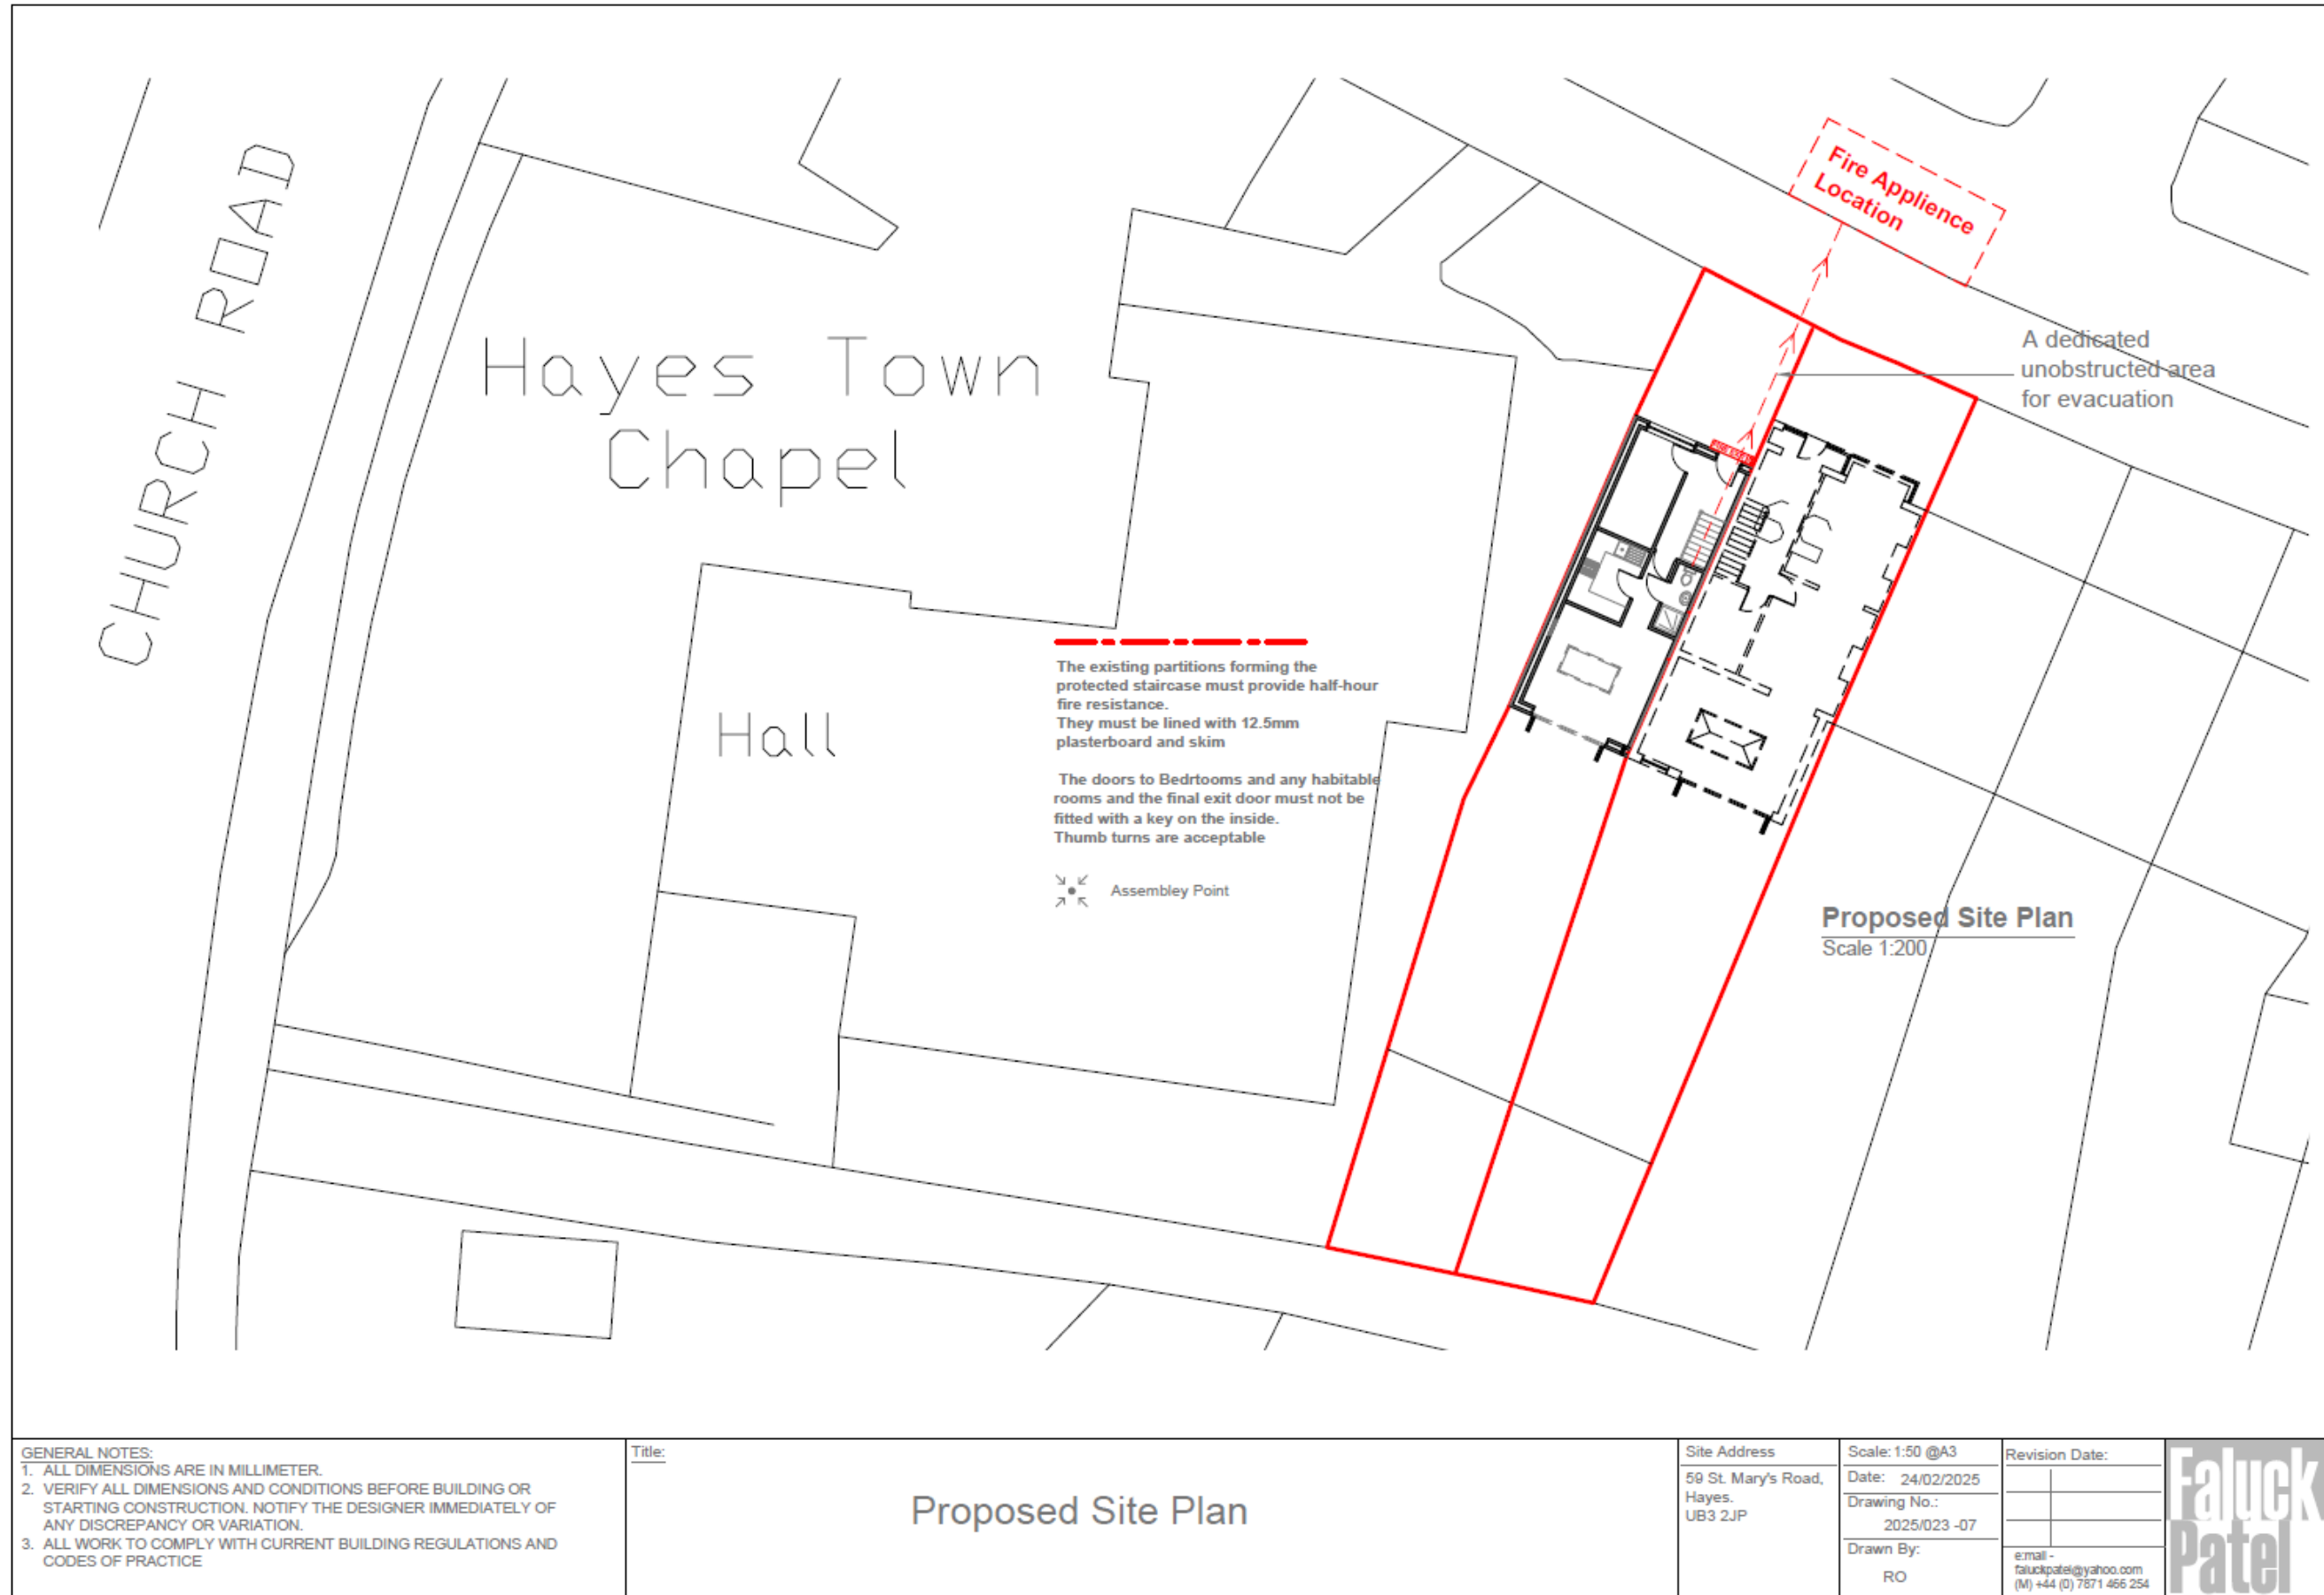 CHURCH ROAD
Hayes Town
Chapel
Hall
Fire Applience
Location
A dedicated
unobstructed area
for evacuation
59
The existing partitions forming the
protected staircase must provide half-hour
fire resistance.
They must be lined with 12.5mm
plasterboard and skim
The doors to Bedrtooms and any habitable
rooms and the final exit door must not be
fitted with a key on the inside.
Thumb turns are acceptable
Assembley Point
Proposed Site Plan
Scale 1:200
GENERAL NOTES:
1. ALL DIMENSIONS ARE IN MILLIMETER.
2. VERIFY ALL DIMENSIONS AND CONDITIONS BEFORE BUILDING OR
STARTING CONSTRUCTION. NOTIFY THE DESIGNER IMMEDIATELY OF
ANY DISCREPANCY OR VARIATION.
3. ALL WORK TO COMPLY WITH CURRENT BUILDING REGULATIONS AND
CODES OF PRACTICE
Title:
Proposed Site Plan
Site Address
59 St. Mary's Road,
Hayes.
UB3 2JP
Scale: 1:50 @A3
Date: 24/02/2025
Drawing No.:
2025/023 -07
Drawn By:
RO
Revision Date:
e:mail -
faluckpatel@yahoo.com
(M) +44 (0) 7871 466 254
Faluck
Patel